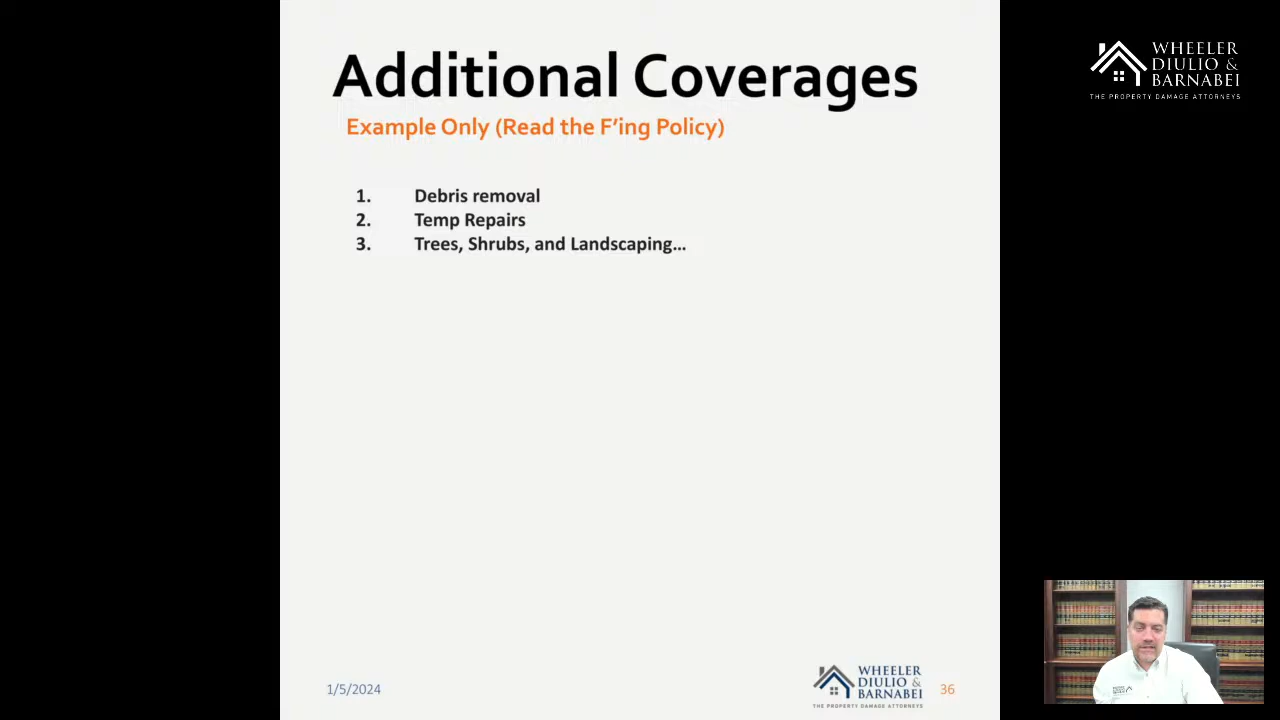 Additional Coverages
Example Only (Read the F'ing Policy)
1. Debris removal
2. Temp Repairs
3. Trees, Shrubs, and Landscaping...
1/5/2024
WHEELER
DIULIO &
BARNABEI
THE PROPERTY DAMAGE ATTORNEYS
36
WHEELER
DIULIO &
BARNABEI
THE PROPERTY DAMAGE ATTORNEYS